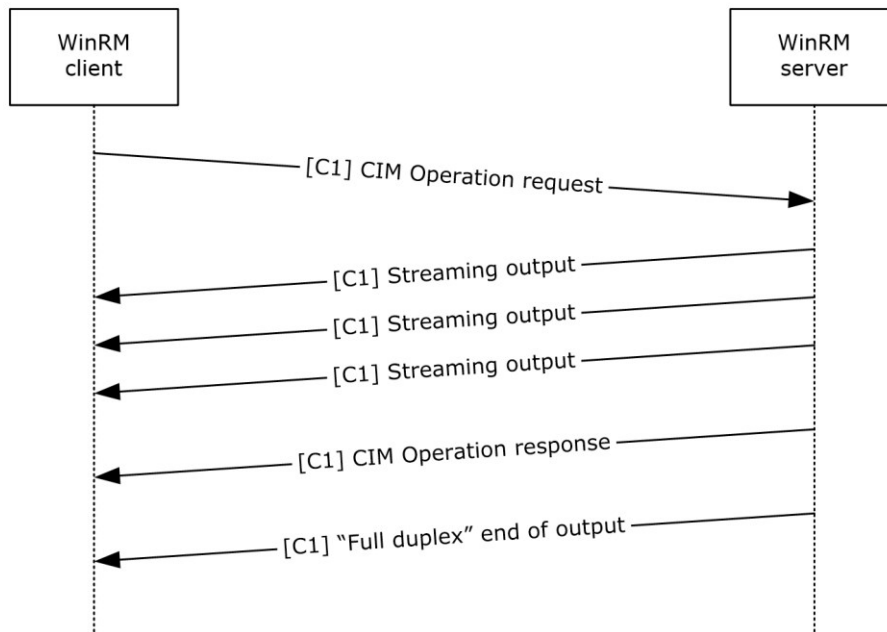 WinRM
client
WinRM
server
[C1] CIM Operation request
[C1] Streaming output
[C1] Streaming output
[C1] Streaming output
[C1] CIM Operation response
[C1] “Full duplex” end of output